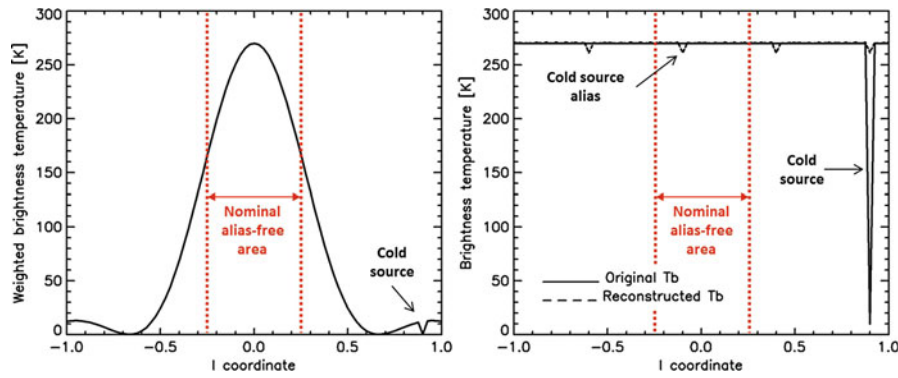 300
250
200
150
100
50
0
Weighted brightness temperature [K]
Nominal
alias-free
area
Cold
source
-1.0
-0.5
0.0
0.5
1.0
l coordinate
300
250
200
150
100
50
0
Brightness temperature [K]
Cold source
alias
Cold
source
Nominal
alias-free
area
Original Tb
Reconstructed Tb
-1.0
-0.5
0.0
0.5
1.0
l coordinate